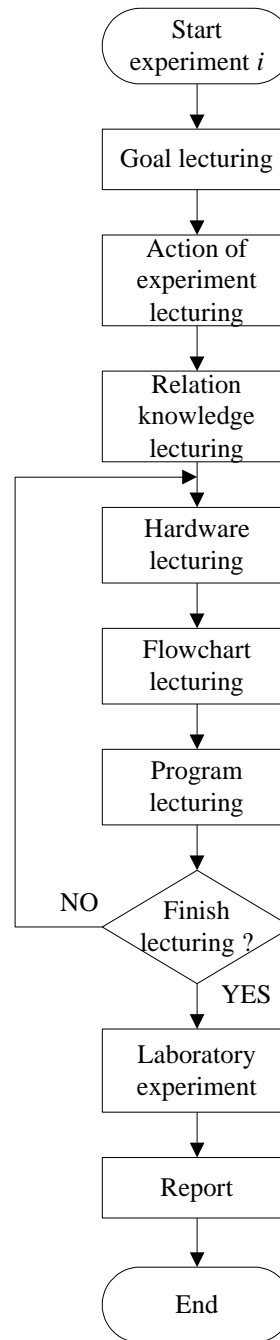 Start
experiment i
Goal lecturing
Action of
experiment
lecturing
Relation
knowledge
lecturing
Hardware
lecturing
Flowchart
lecturing
Program
lecturing
NO
Finish
lecturing ?
YES
Laboratory
experiment
Report
End